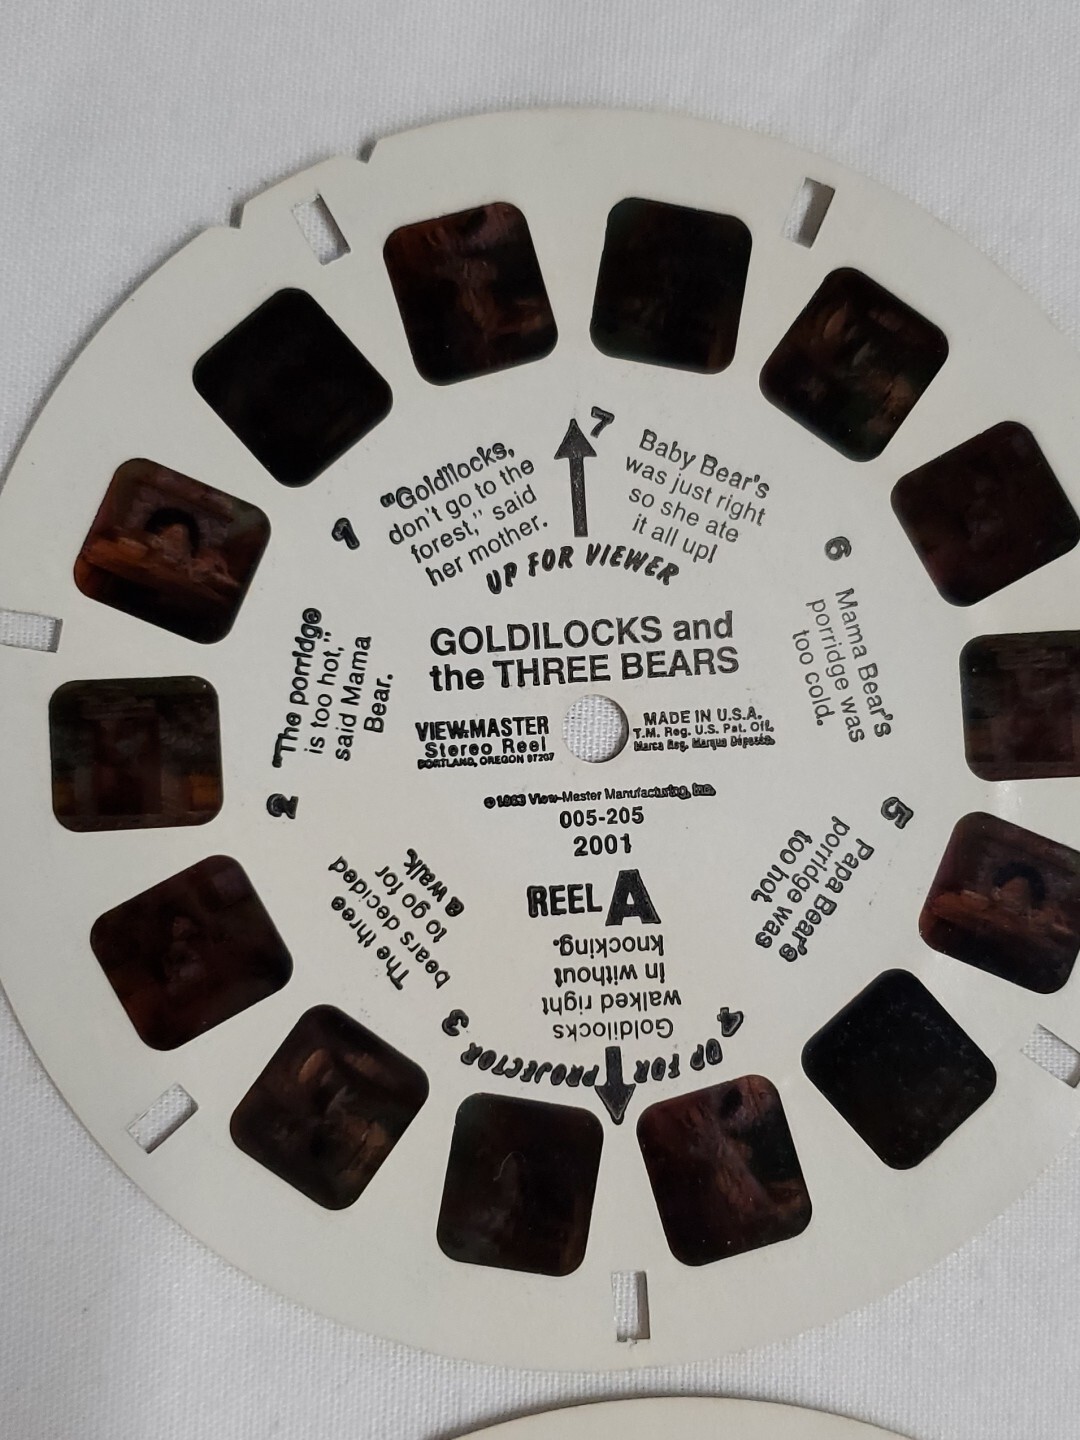 1
"Goldilocks,
don't go to the
forest," said
her mother.
7
Baby Bear's
was just right
so she ate
it all up!
UP FOR VIEWER
6
Mama Bear's
porridge was
too cold.
2
"The porridge
is too hot,"
said Mama
Bear.
GOLDILOCKS and
the THREE BEARS
VIEW-MASTER
Stereo Reel
PORTLAND, OREGON 97207
MADE IN U.S.A.
T.M. Reg. U.S. Pat. Off.
Marca Reg. Marque Déposée.
©1963 View-Master Manufacturing, Inc.
005-205
2001
REEL A
5
Papa Bear's
porridge was
too hot.
3
The three
bears decided
to go for
a walk.
4
Goldilocks
walked right
in without
knocking.
UP FOR PROJECTOR